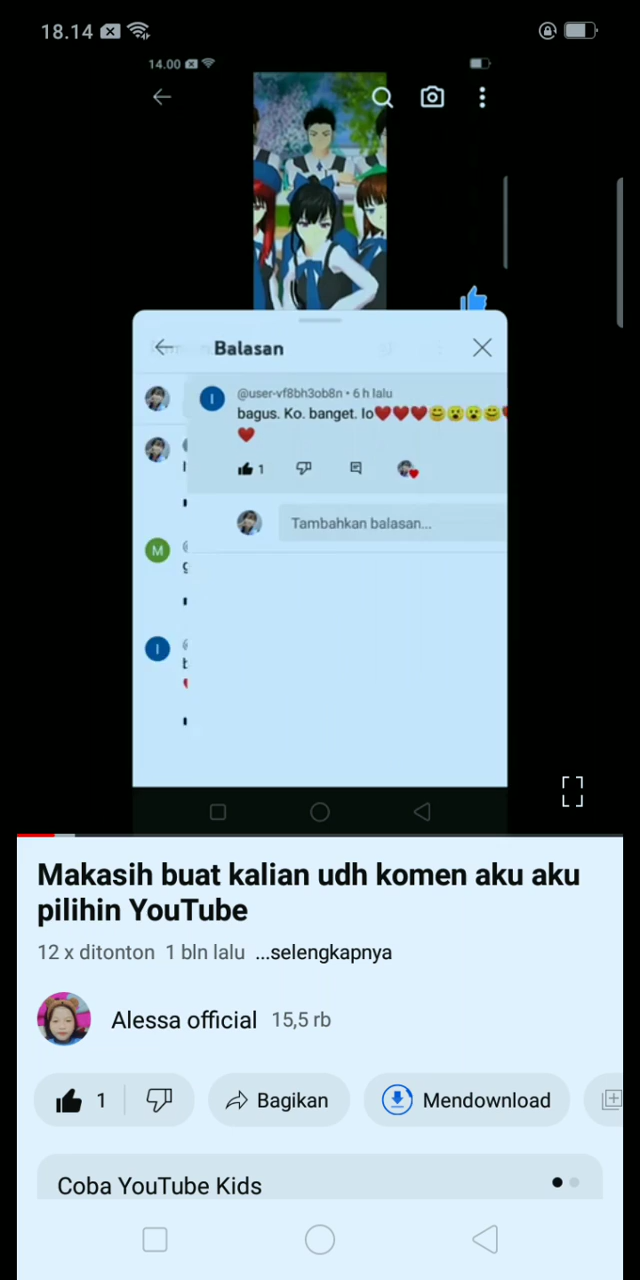 18.14
14.00
Balasan
I
@user-vf8bh3ob8n • 6 h lalu
bagus. Ko. banget. lo❤️❤️❤️😄😮😮😄
❤️
1
Tambahkan balasan...
M
I
Makasih buat kalian udh komen aku aku
pilihin YouTube
12 x ditonton 1 bln lalu ...selengkapnya
Alessa official 15,5 rb
1 Bagikan Mendownload
Coba YouTube Kids